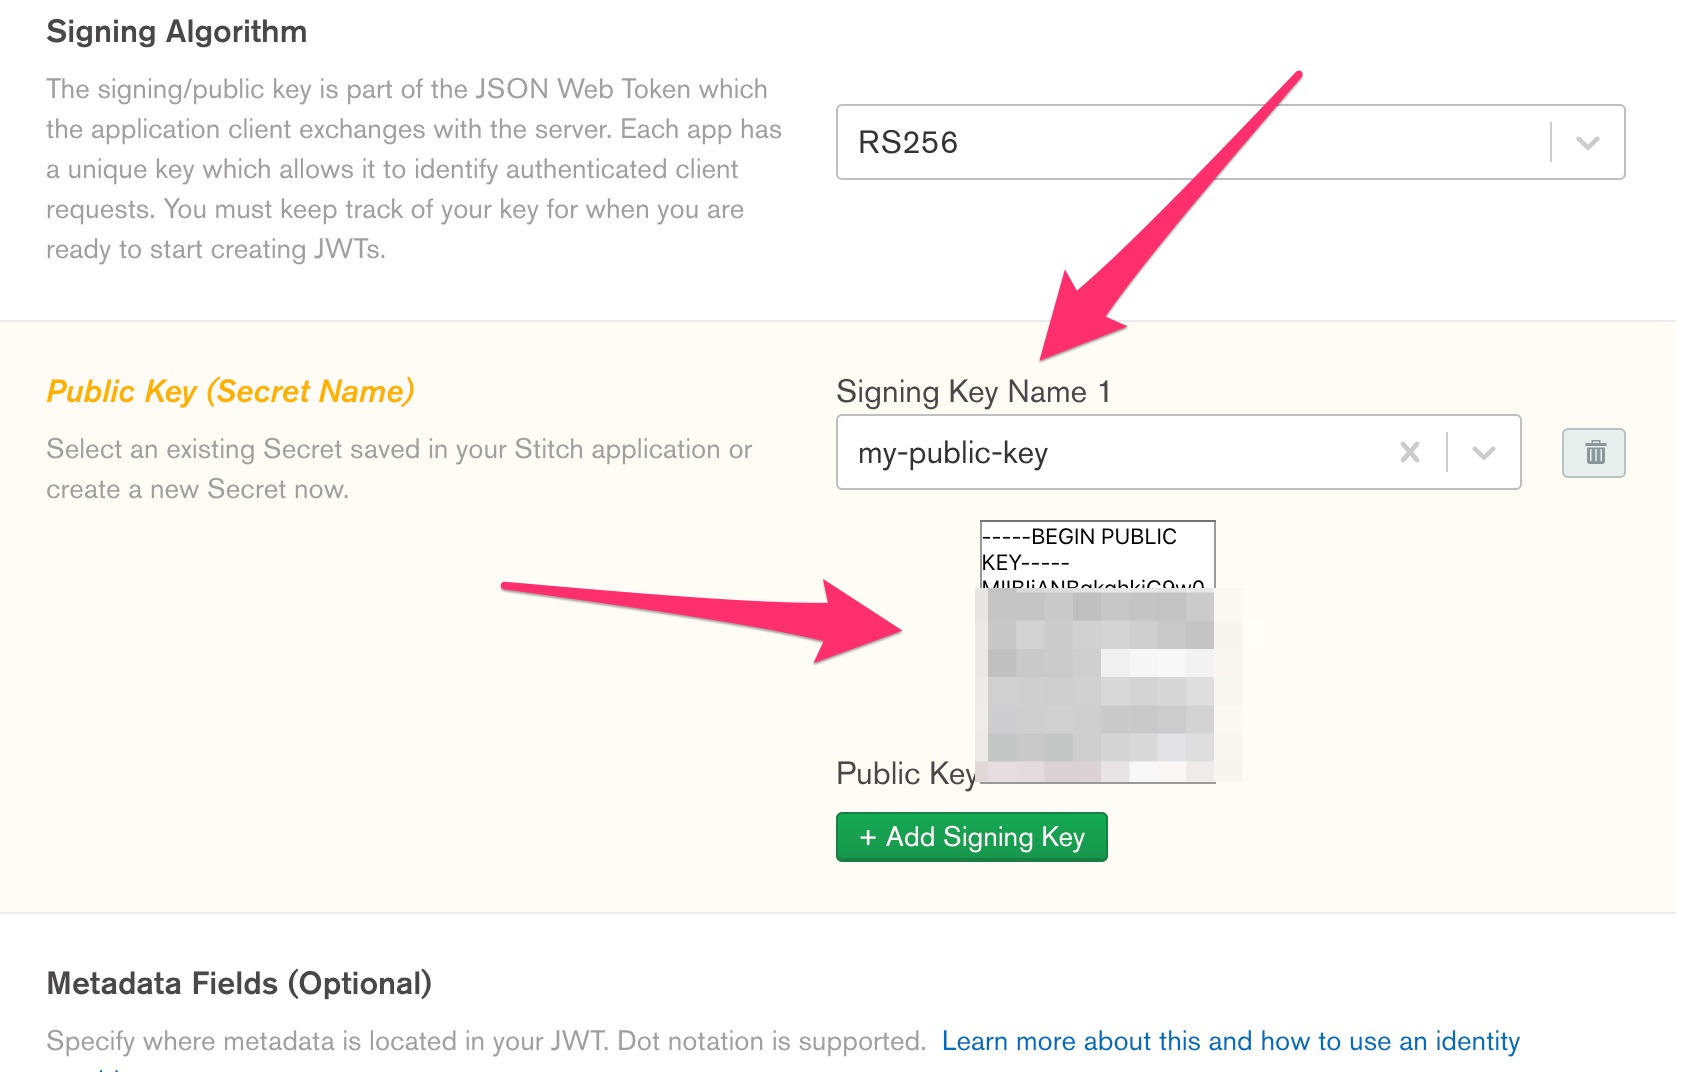 Signing Algorithm
The signing/public key is part of the JSON Web Token which
the application client exchanges with the server. Each app has
a unique key which allows it to identify authenticated client
requests. You must keep track of your key for when you are
ready to start creating JWTs.
RS256
Public Key (Secret Name)
Select an existing Secret saved in your Stitch application or
create a new Secret now.
Signing Key Name 1
my-public-key
-----BEGIN PUBLIC
KEY-----
Public Key
+ Add Signing Key
Metadata Fields (Optional)
Specify where metadata is located in your JWT. Dot notation is supported. Learn more about this and how to use an identity